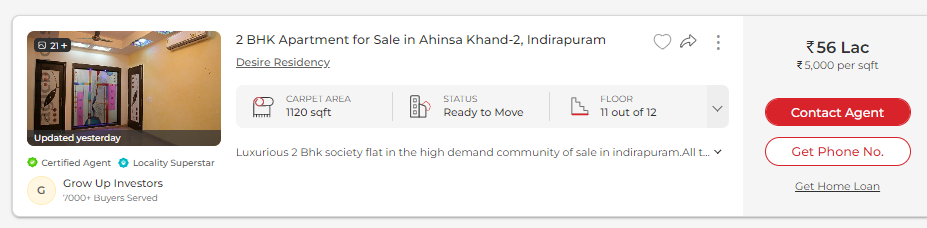 21 +
Updated yesterday
Certified Agent Locality Superstar
G
Grow Up Investors
7000+ Buyers Served
2 BHK Apartment for Sale in Ahinsa Khand-2, Indirapuram
Desire Residency
CARPET AREA
1120 sqft
STATUS
Ready to Move
FLOOR
11 out of 12
Luxurious 2 Bhk society flat in the high demand community of sale in indirapuram.All t...
₹56 Lac
₹5,000 per sqft
Contact Agent
Get Phone No.
Get Home Loan